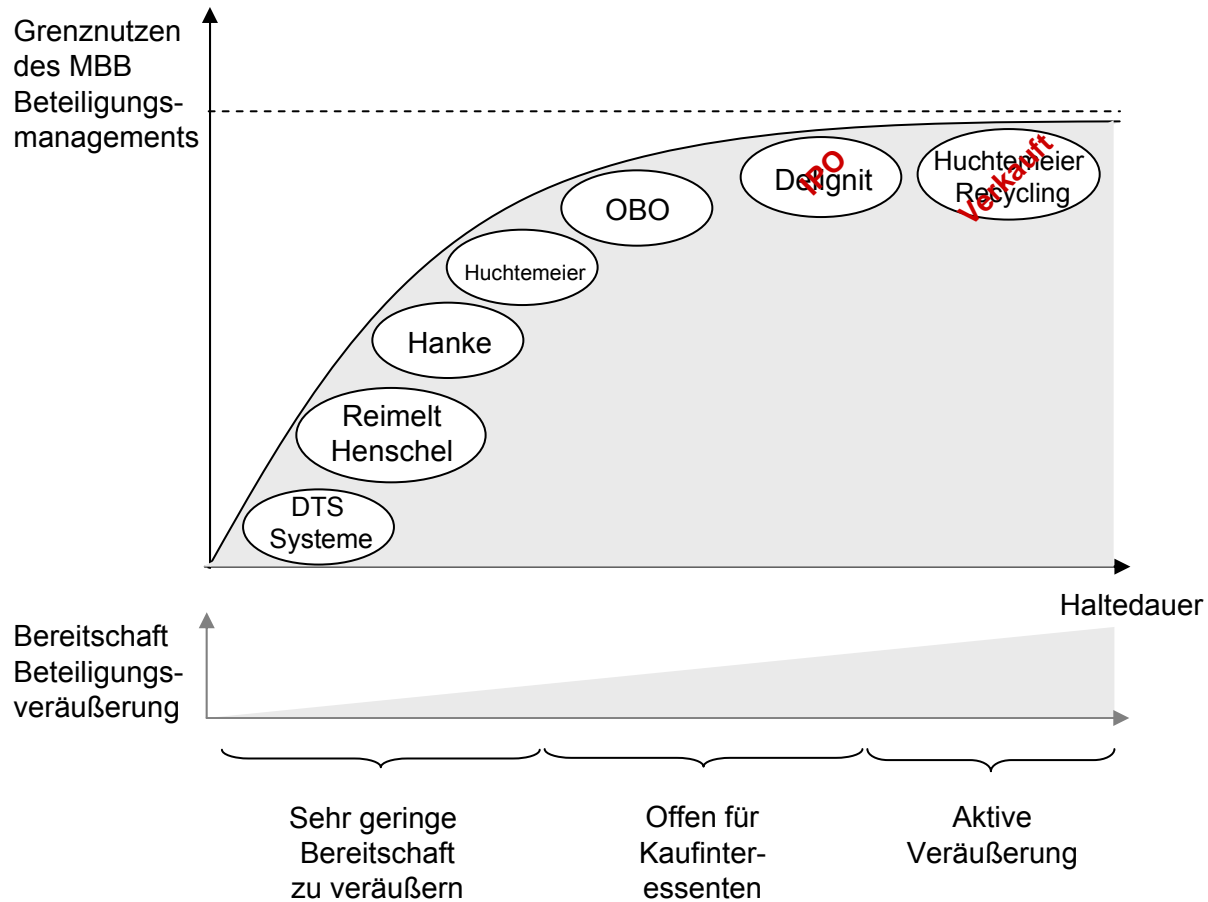 Grenznutzen
des MBB
Beteiligungs-
managements
Delignit
IPO
Huchtemeier
Recycling
Verkauft
OBO
Huchtemeier
Hanke
Reimelt
Henschel
DTS
Systeme
Haltedauer
Bereitschaft
Beteiligungs-
veräußerung
Sehr geringe
Bereitschaft
zu veräußern
Offen für
Kaufinter-
essenten
Aktive
Veräußerung